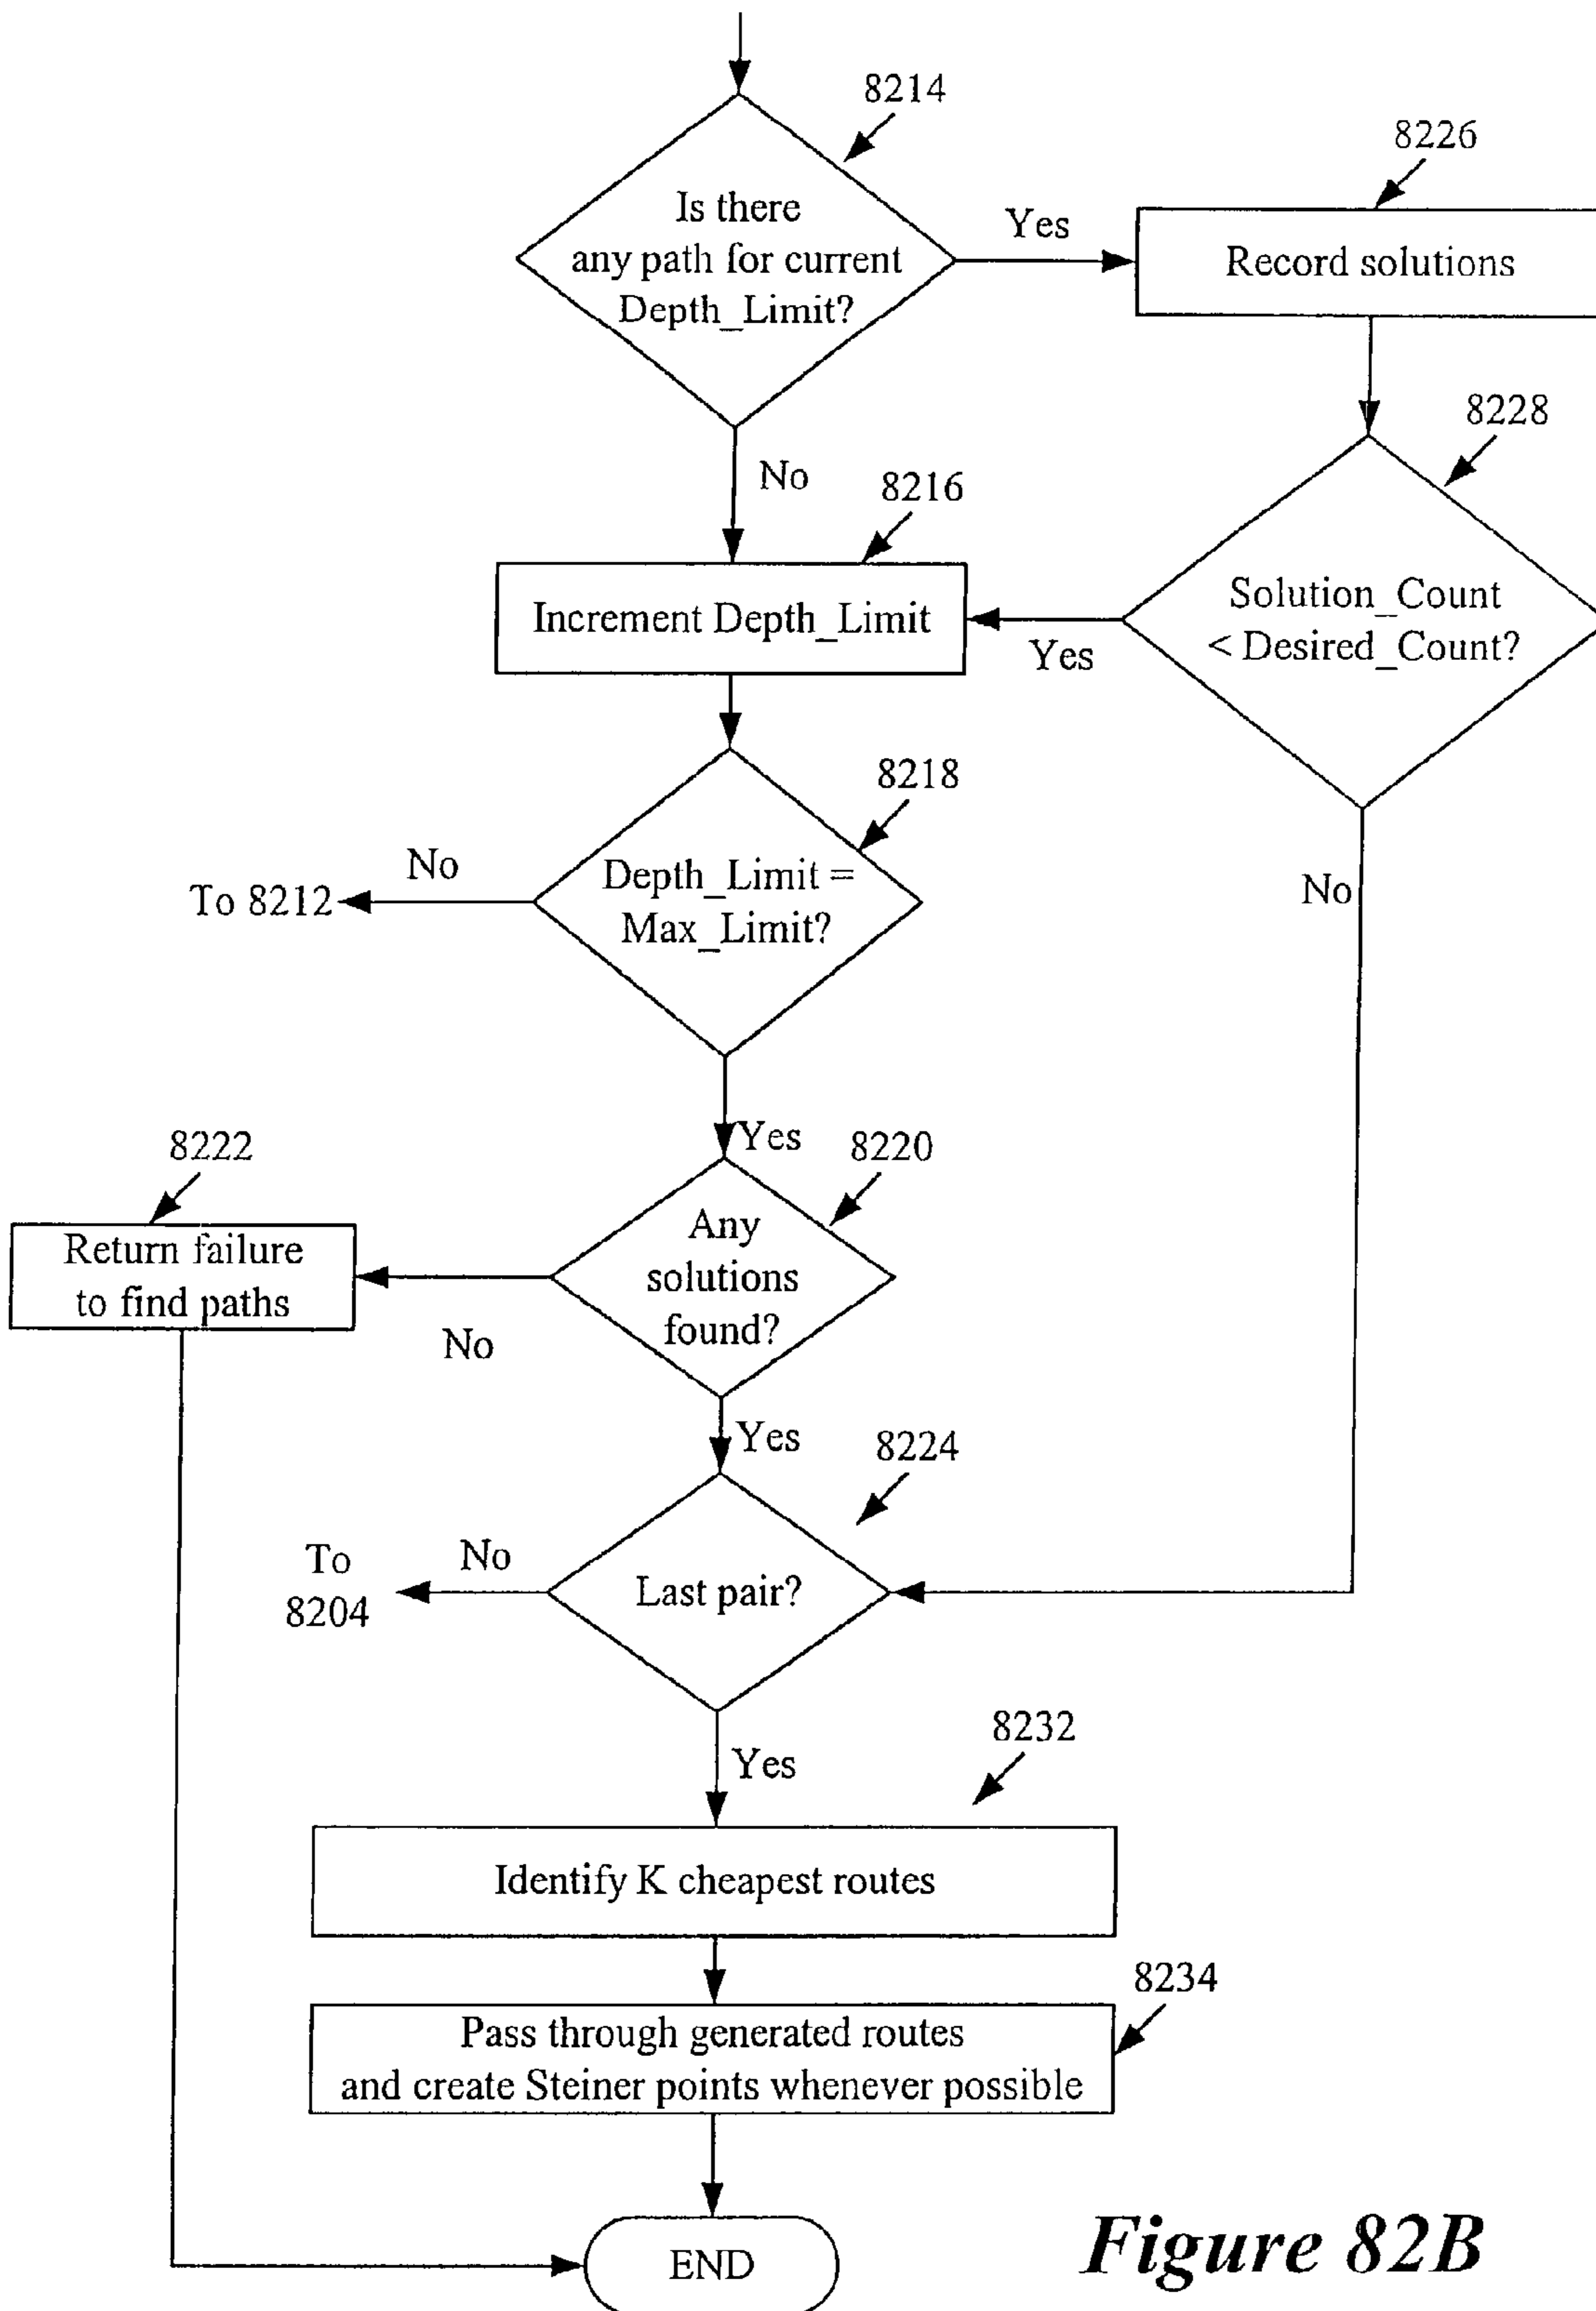 8214
Is there
any path for current
Depth_Limit?
Yes
8226
Record solutions
8228
Solution_Count
< Desired_Count?
Yes
No
No
8216
Increment Depth_Limit
8218
Depth_Limit =
Max_Limit?
No
To 8212
Yes
8220
Any
solutions
found?
No
8222
Return failure
to find paths
Yes
8224
Last pair?
No
To
8204
Yes
8232
Identify K cheapest routes
8234
Pass through generated routes
and create Steiner points whenever possible
END
Figure 82B